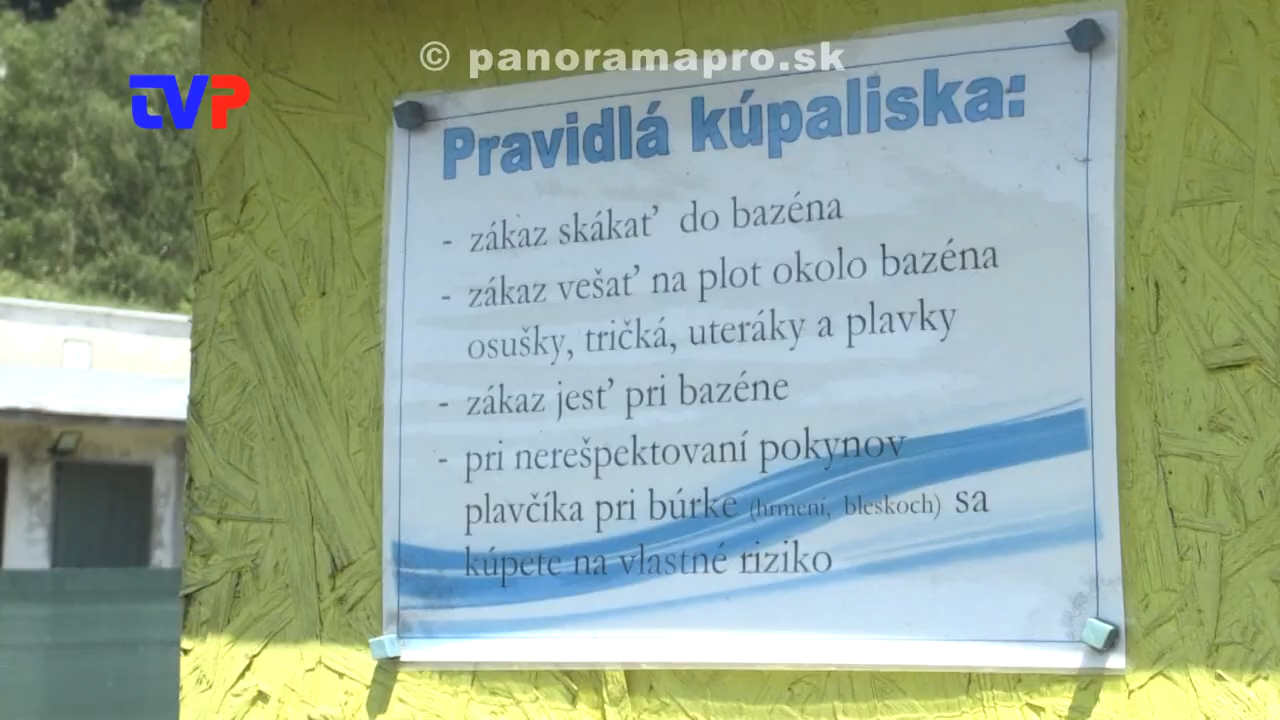 © panoramapro.sk
TVP
Pravidlá kúpaliska:
- zákaz skákať do bazéna
- zákaz vešať na plot okolo bazéna
osušky, tričká, uteráky a plavky
- zákaz jesť pri bazéne
- pri nerešpektovaní pokynov
plavčíka pri búrke (hrmení, bleskoch) sa
kúpete na vlastné riziko